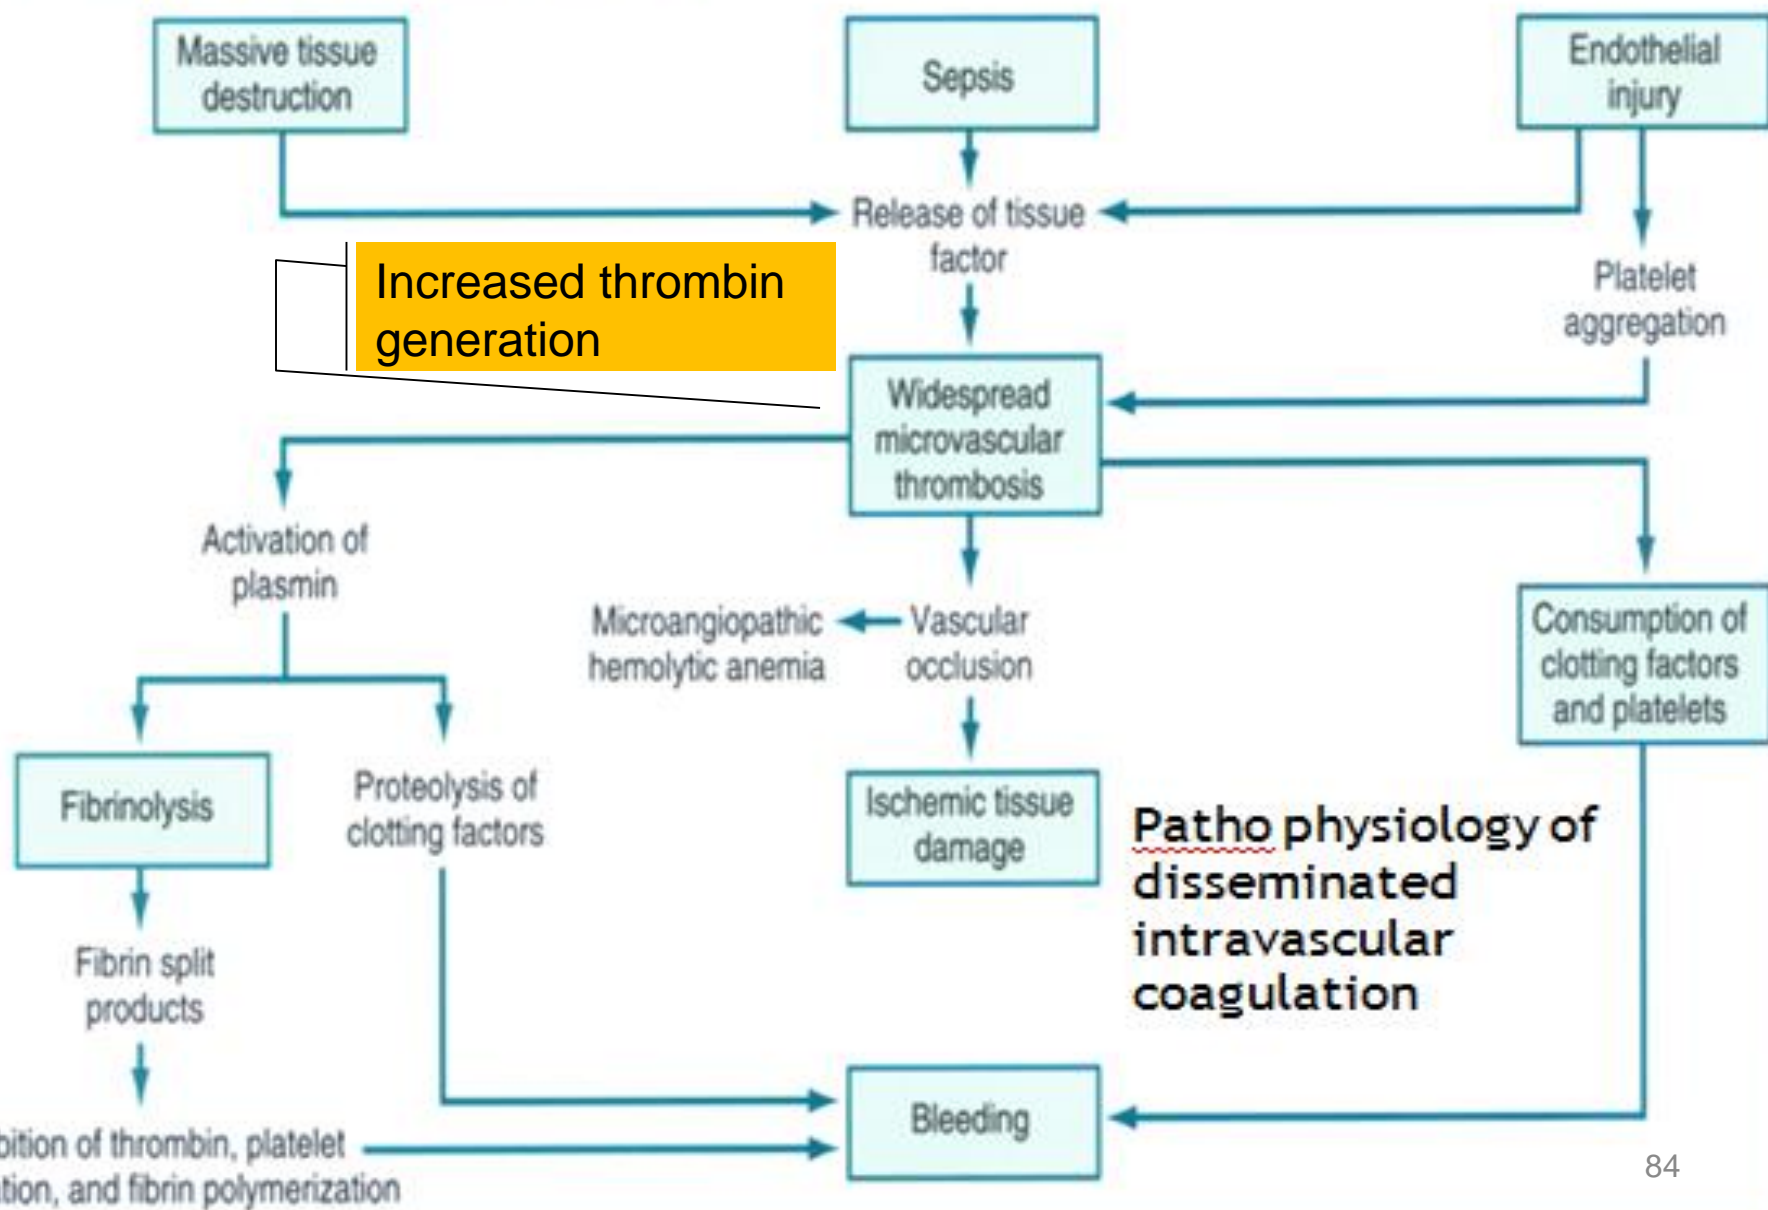 Massive tissue
destruction
Sepsis
Endothelial
injury
Release of tissue
factor
Increased thrombin
generation
Platelet
aggregation
Widespread
microvascular
thrombosis
Activation of
plasmin
Microangiopathic
hemolytic anemia
Vascular
occlusion
Consumption of
clotting factors
and platelets
Fibrinolysis
Proteolysis of
clotting factors
Ischemic tissue
damage
Patho physiology of
disseminated
intravascular
coagulation
Fibrin split
products
Bleeding
bition of thrombin, platelet
ation, and fibrin polymerization
84